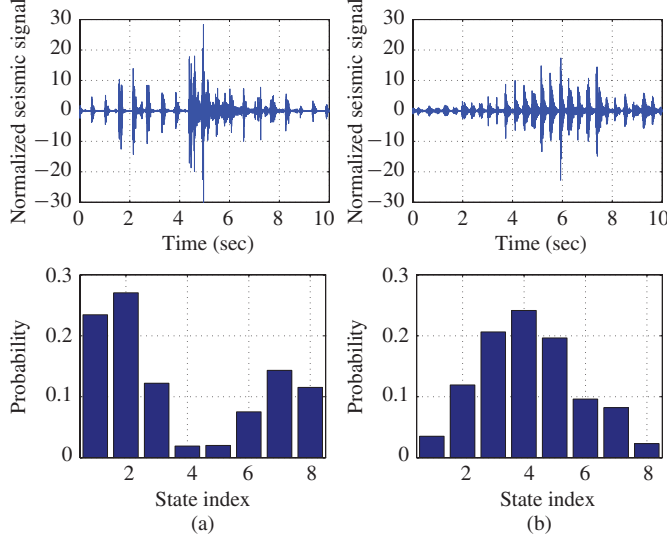 Normalized seismic signal
30
20
10
0
−10
−20
−30
0 2 4 6 8 10
Time (sec)
Normalized seismic signal
30
20
10
0
−10
−20
−30
0 2 4 6 8 10
Time (sec)
Probability
0.3
0.2
0.1
0
2 4 6 8
State index
(a)
Probability
0.3
0.2
0.1
0
2 4 6 8
State index
(b)